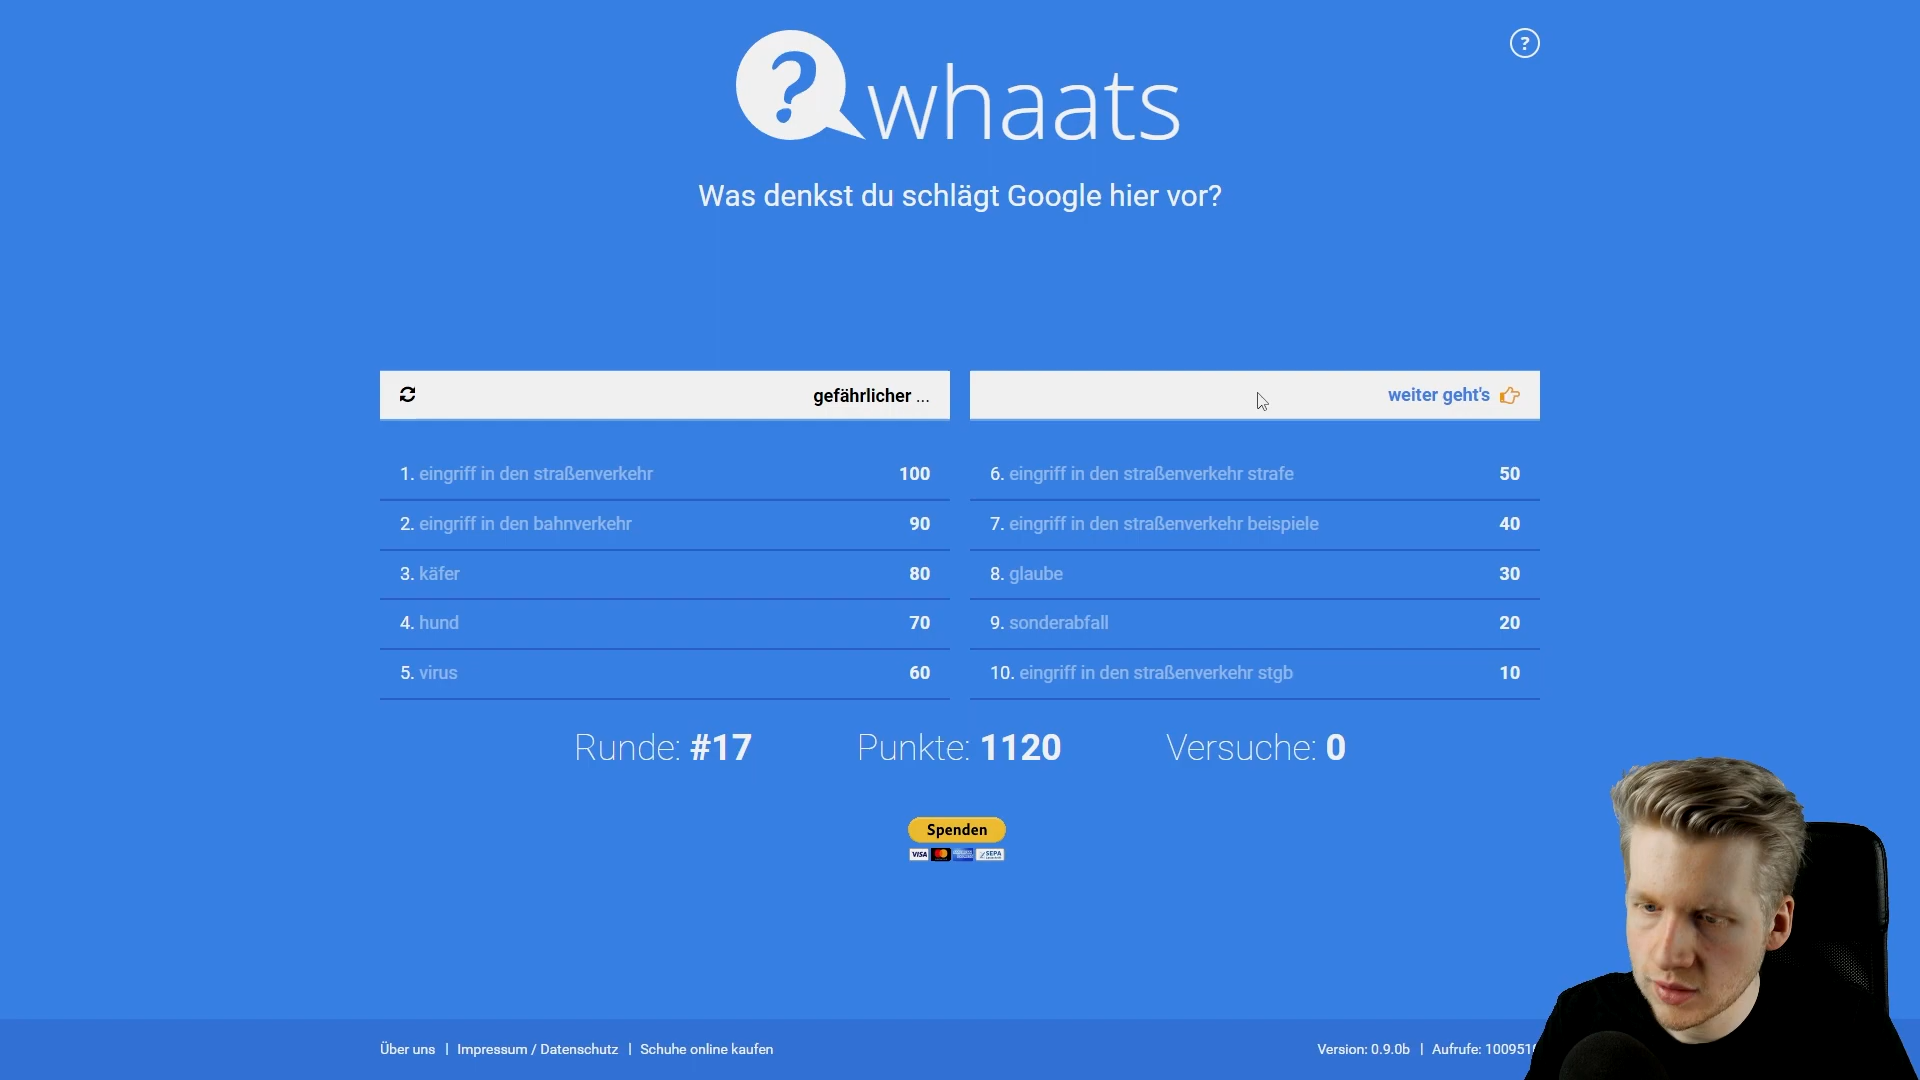 ? whaats
?
Was denkst du schlägt Google hier vor?
gefährlicher ...
weiter geht's
1. eingriff in den straßenverkehr 100
2. eingriff in den bahnverkehr 90
3. käfer 80
4. hund 70
5. virus 60
6. eingriff in den straßenverkehr strafe 50
7. eingriff in den straßenverkehr beispiele 40
8. glaube 30
9. sonderabfall 20
10. eingriff in den straßenverkehr stgb 10
Runde: #17 Punkte: 1120 Versuche: 0
Spenden
VISA SEPA
Über uns | Impressum / Datenschutz | Schuhe online kaufen
Version: 0.9.0b | Aufrufe: